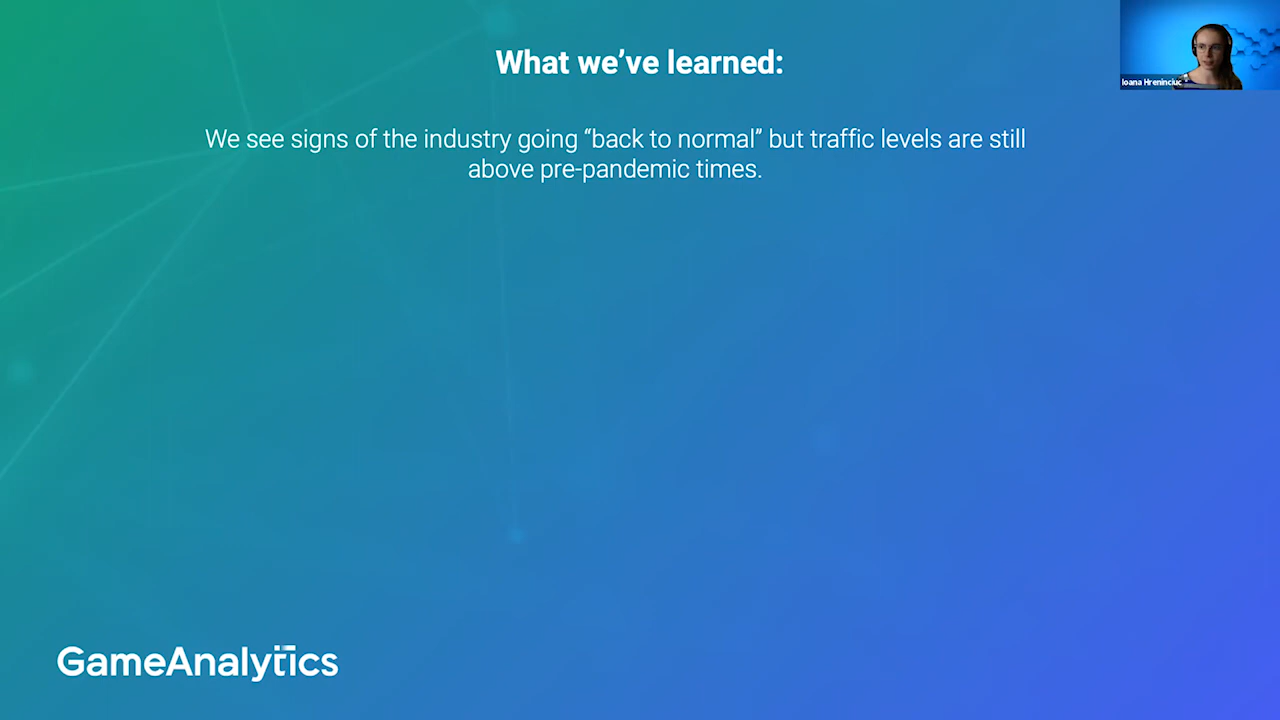 What we’ve learned:
We see signs of the industry going “back to normal” but traffic levels are still
above pre-pandemic times.
Ioana Hreninciuc
GameAnalytics